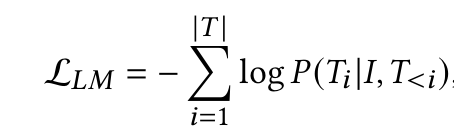 $\mathcal{L}_{LM} = -\sum_{i=1}^{|T|} \log P(T_i|I, T_{<i}),$